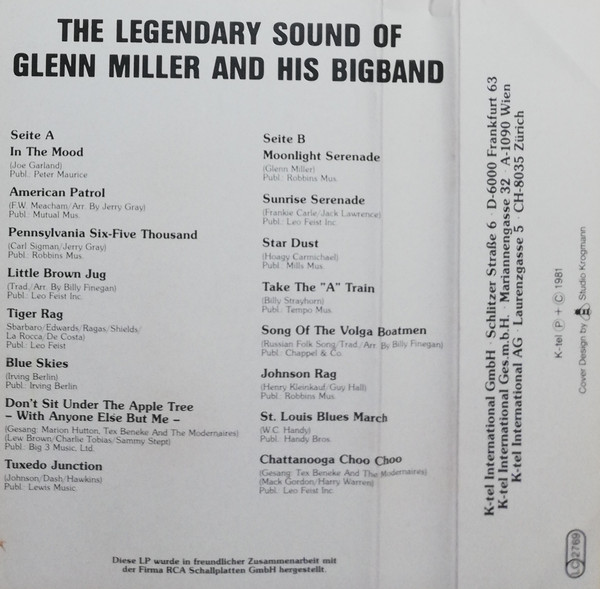 THE LEGENDARY SOUND OF
GLENN MILLER AND HIS BIGBAND
Seite A
In The Mood
(Joe Garland)
Publ.: Peter Maurice
American Patrol
(F.W. Meacham/Arr. By Jerry Gray)
Publ.: Mutual Mus.
Pennsylvania Six-Five Thousand
(Carl Sigman/Jerry Gray)
Publ.: Robbins Mus.
Little Brown Jug
(Trad./Arr. By Billy Finegan)
Publ.: Leo Feist Inc.
Tiger Rag
Sbarbaro/Edwards/Ragas/Shields/
La Rocca/De Costa)
Publ.: Leo Feist
Blue Skies
(Irving Berlin)
Publ.: Irving Berlin
Don't Sit Under The Apple Tree
– With Anyone Else But Me –
(Gesang: Marion Hutton, Tex Beneke And The Modernaires)
(Lew Brown/Charlie Tobias/Sammy Stept)
Publ.: Big 3 Music, Ltd.
Tuxedo Junction
(Johnson/Dash/Hawkins)
Publ.: Lewis Music
Seite B
Moonlight Serenade
(Glenn Miller)
Publ.: Robbins Mus.
Sunrise Serenade
(Frankie Carle/Jack Lawrence)
Publ.: Leo Feist Inc.
Star Dust
(Hoagy Carmichael)
Publ.: Mills Mus.
Take The "A" Train
(Billy Strayhorn)
Publ.: Tempo Mus.
Song Of The Volga Boatmen
(Russian Folk Song/Trad./Arr. By Billy Finegan)
Publ.: Chappel & Co.
Johnson Rag
(Henry Kleinkauf/Guy Hall)
Publ.: Robbins Mus.
St. Louis Blues March
(W.C. Handy)
Publ.: Handy Bros.
Chattanooga Choo Choo
(Gesang: Tex Beneke And The Modernaires)
(Mack Gordon/Harry Warren)
Publ.: Leo Feist Inc.
Diese LP wurde in freundlicher Zusammenarbeit mit
der Firma RCA Schallplatten GmbH hergestellt.
K-tel International GmbH · Schlitzer Straße 6 · D-6000 Frankfurt 63
K-tel International Ges.m.b.H. · Mariannengasse 32 · A-1090 Wien
K-tel International AG · Laurenzgasse 5 · CH-8035 Zürich
K-tel Ⓟ + Ⓒ 1981
Cover Design by Studio Krogmann
LC 2769